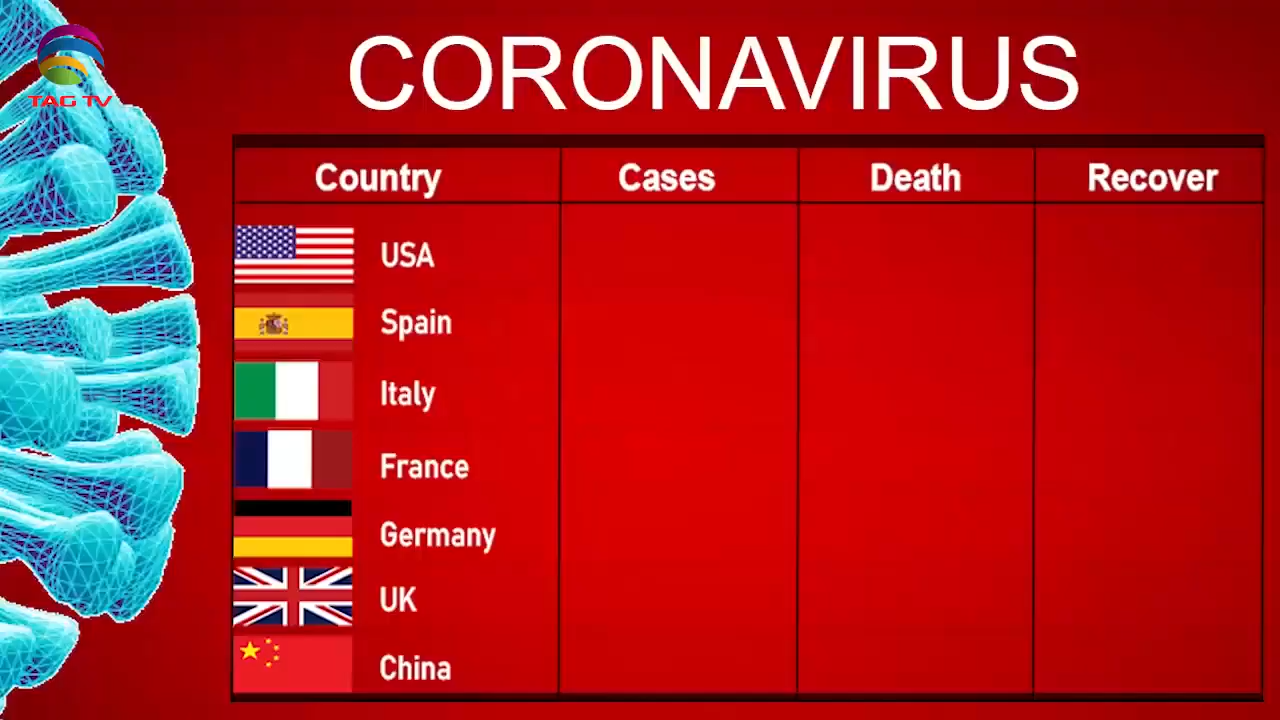 TAG TV
CORONAVIRUS
Country Cases Death Recover
USA
Spain
Italy
France
Germany
UK
China